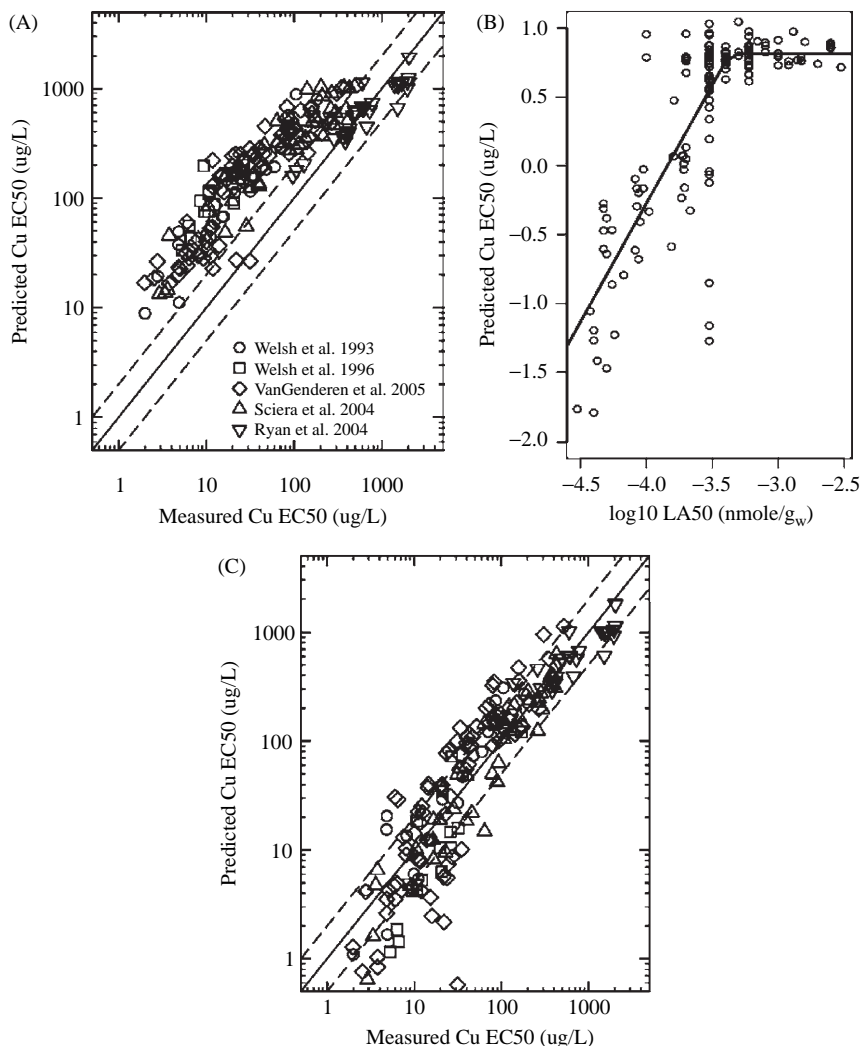 (A)
1000
100
10
1
Predicted Cu EC50 (ug/L)
Welsh et al. 1993
Welsh et al. 1996
VanGenderen et al. 2005
Sciera et al. 2004
Ryan et al. 2004
1 10 100 1000
Measured Cu EC50 (ug/L)
(B)
1.0
0.5
0.0
−0.5
−1.0
−1.5
−2.0
Predicted Cu EC50 (ug/L)
−4.5 −4.0 −3.5 −3.0 −2.5
log10 LA50 (nmole/gw)
(C)
1000
100
10
1
Predicted Cu EC50 (ug/L)
1 10 100 1000
Measured Cu EC50 (ug/L)